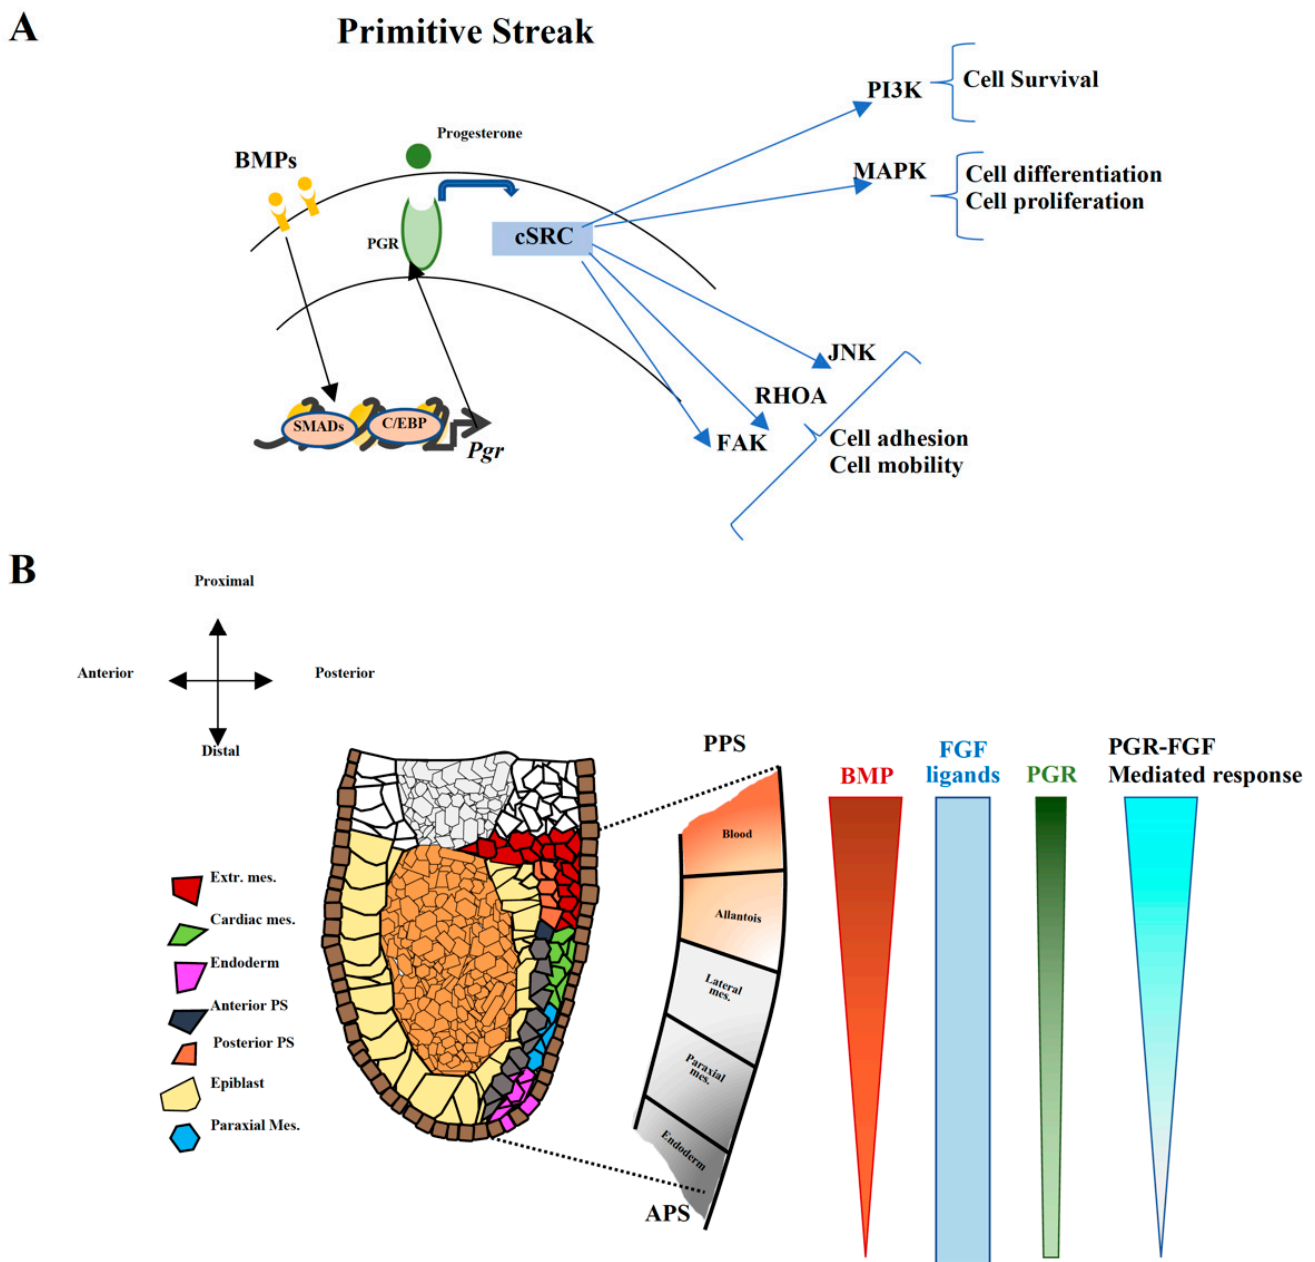 A
Primitive Streak
PI3K
Cell Survival
Progesterone
BMPs
MAPK
Cell differentiation
Cell proliferation
PGR
cSRC
JNK
RHOA
SMADs
C/EBP
Pgr
FAK
Cell adhesion
Cell mobility
B
Proximal
Anterior
Posterior
Distal
Extr. mes.
Cardiac mes.
Endoderm
Anterior PS
Posterior PS
Epiblast
Paraxial Mes.
PPS
Blood
Allantois
Lateral
mes.
Paraxial
mes.
Endoderm
APS
BMP
FGF
ligands
PGR
PGR-FGF
Mediated response